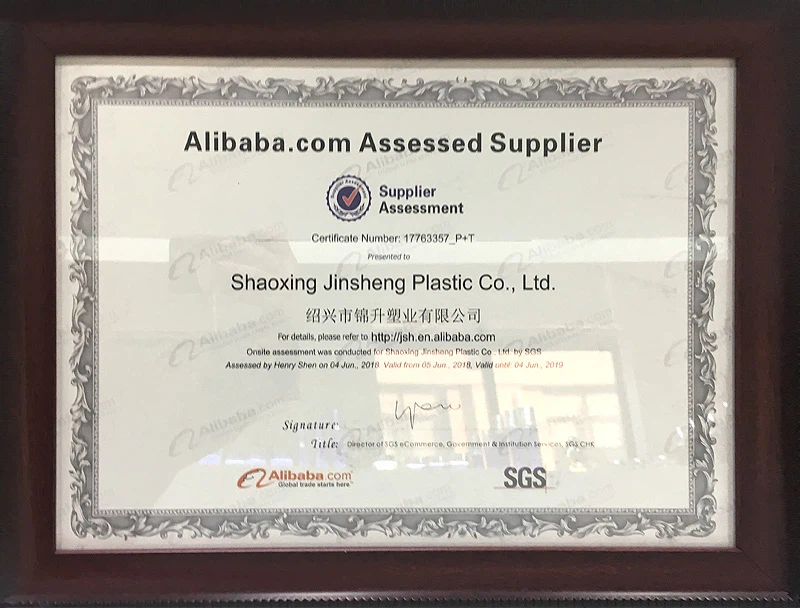 Alibaba.com Assessed Supplier
Supplier Assessment
Supplier
Assessment
Certificate Number: 17763357_P+T
Presented to
Shaoxing Jinsheng Plastic Co., Ltd.
绍兴市锦升塑业有限公司
For details, please refer to http://jsh.en.alibaba.com
Onsite assessment was conducted for Shaoxing Jinsheng Plastic Co., Ltd. by SGS
Assessed by Henry Shen on 04 Jun., 2018. Valid from 05 Jun., 2018, Valid until: 04 Jun., 2019
Signature:
Title: Director of SGS eCommerce, Government & Institution Services, SGS CHK
Alibaba.com
Global trade starts here™
SGS